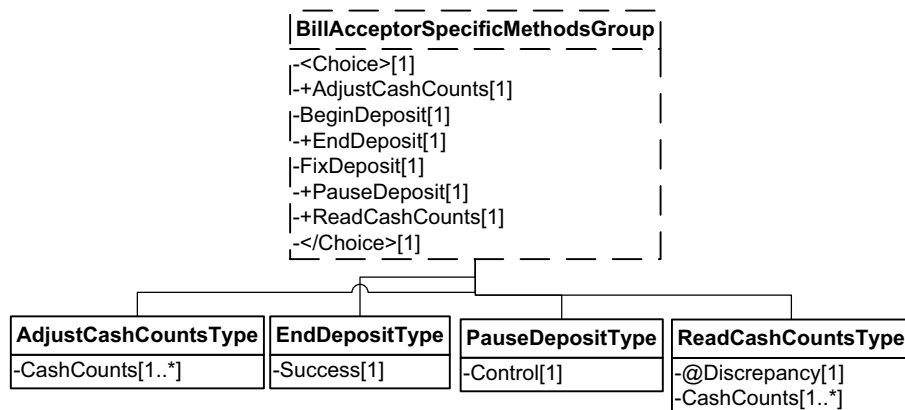 BillAcceptorSpecificMethodsGroup
-<Choice>[1]
-+AdjustCashCounts[1]
-BeginDeposit[1]
-+EndDeposit[1]
-FixDeposit[1]
-+PauseDeposit[1]
-+ReadCashCounts[1]
-</Choice>[1]
AdjustCashCountsType
-CashCounts[1..*]
EndDepositType
-Success[1]
PauseDepositType
-Control[1]
ReadCashCountsType
-@Discrepancy[1]
-CashCounts[1..*]